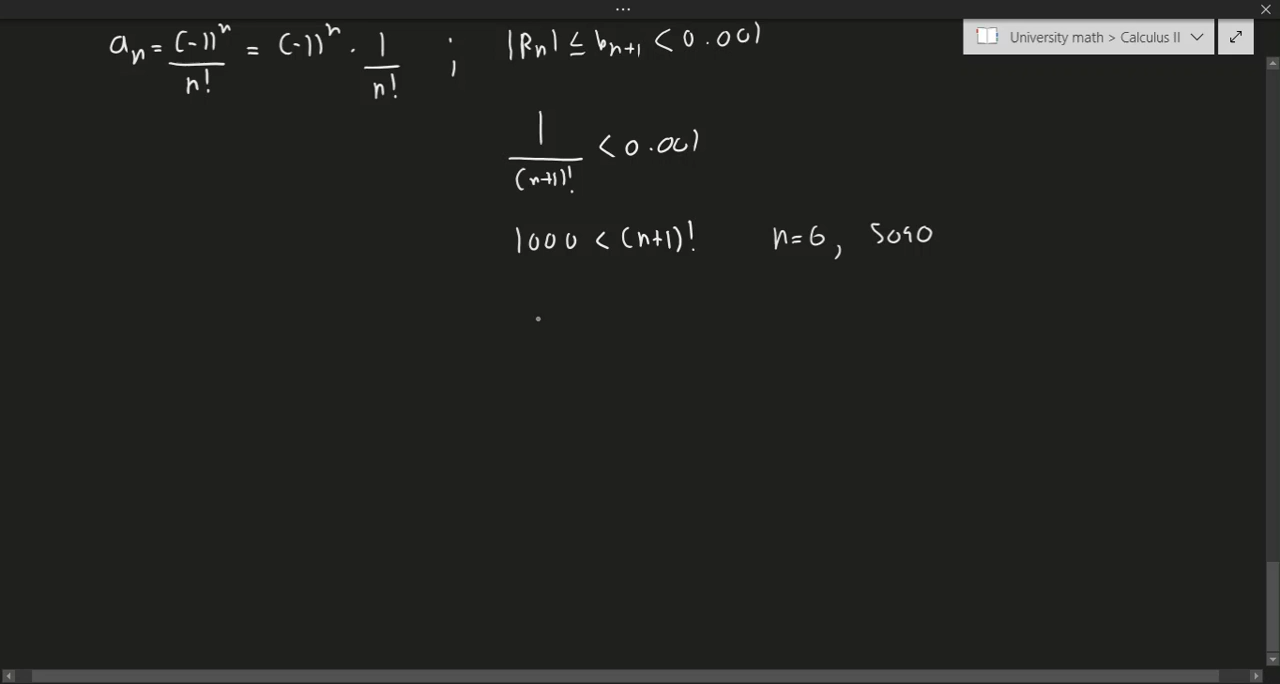 University math > Calculus II
aₙ = (-1)ⁿ/n! = (-1)ⁿ · 1/n! ; |Rₙ| ≤ bₙ₊₁ < 0.001
1/(n+1)! < 0.001
1000 < (n+1)! n=6, 5040